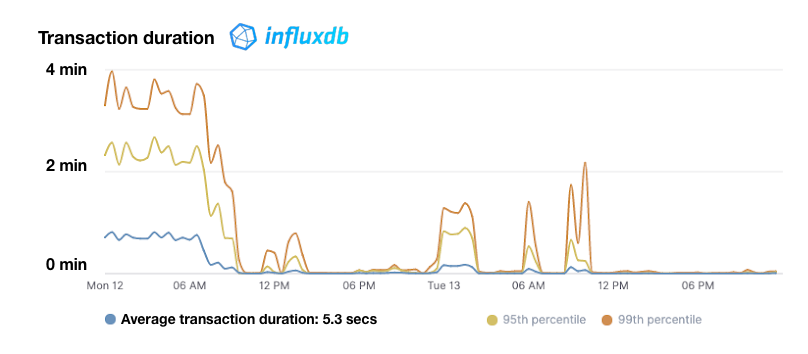 Transaction duration influxdb
4 min
2 min
0 min
Mon 12 06 AM 12 PM 06 PM Tue 13 06 AM 12 PM 06 PM
Average transaction duration: 5.3 secs 95th percentile 99th percentile